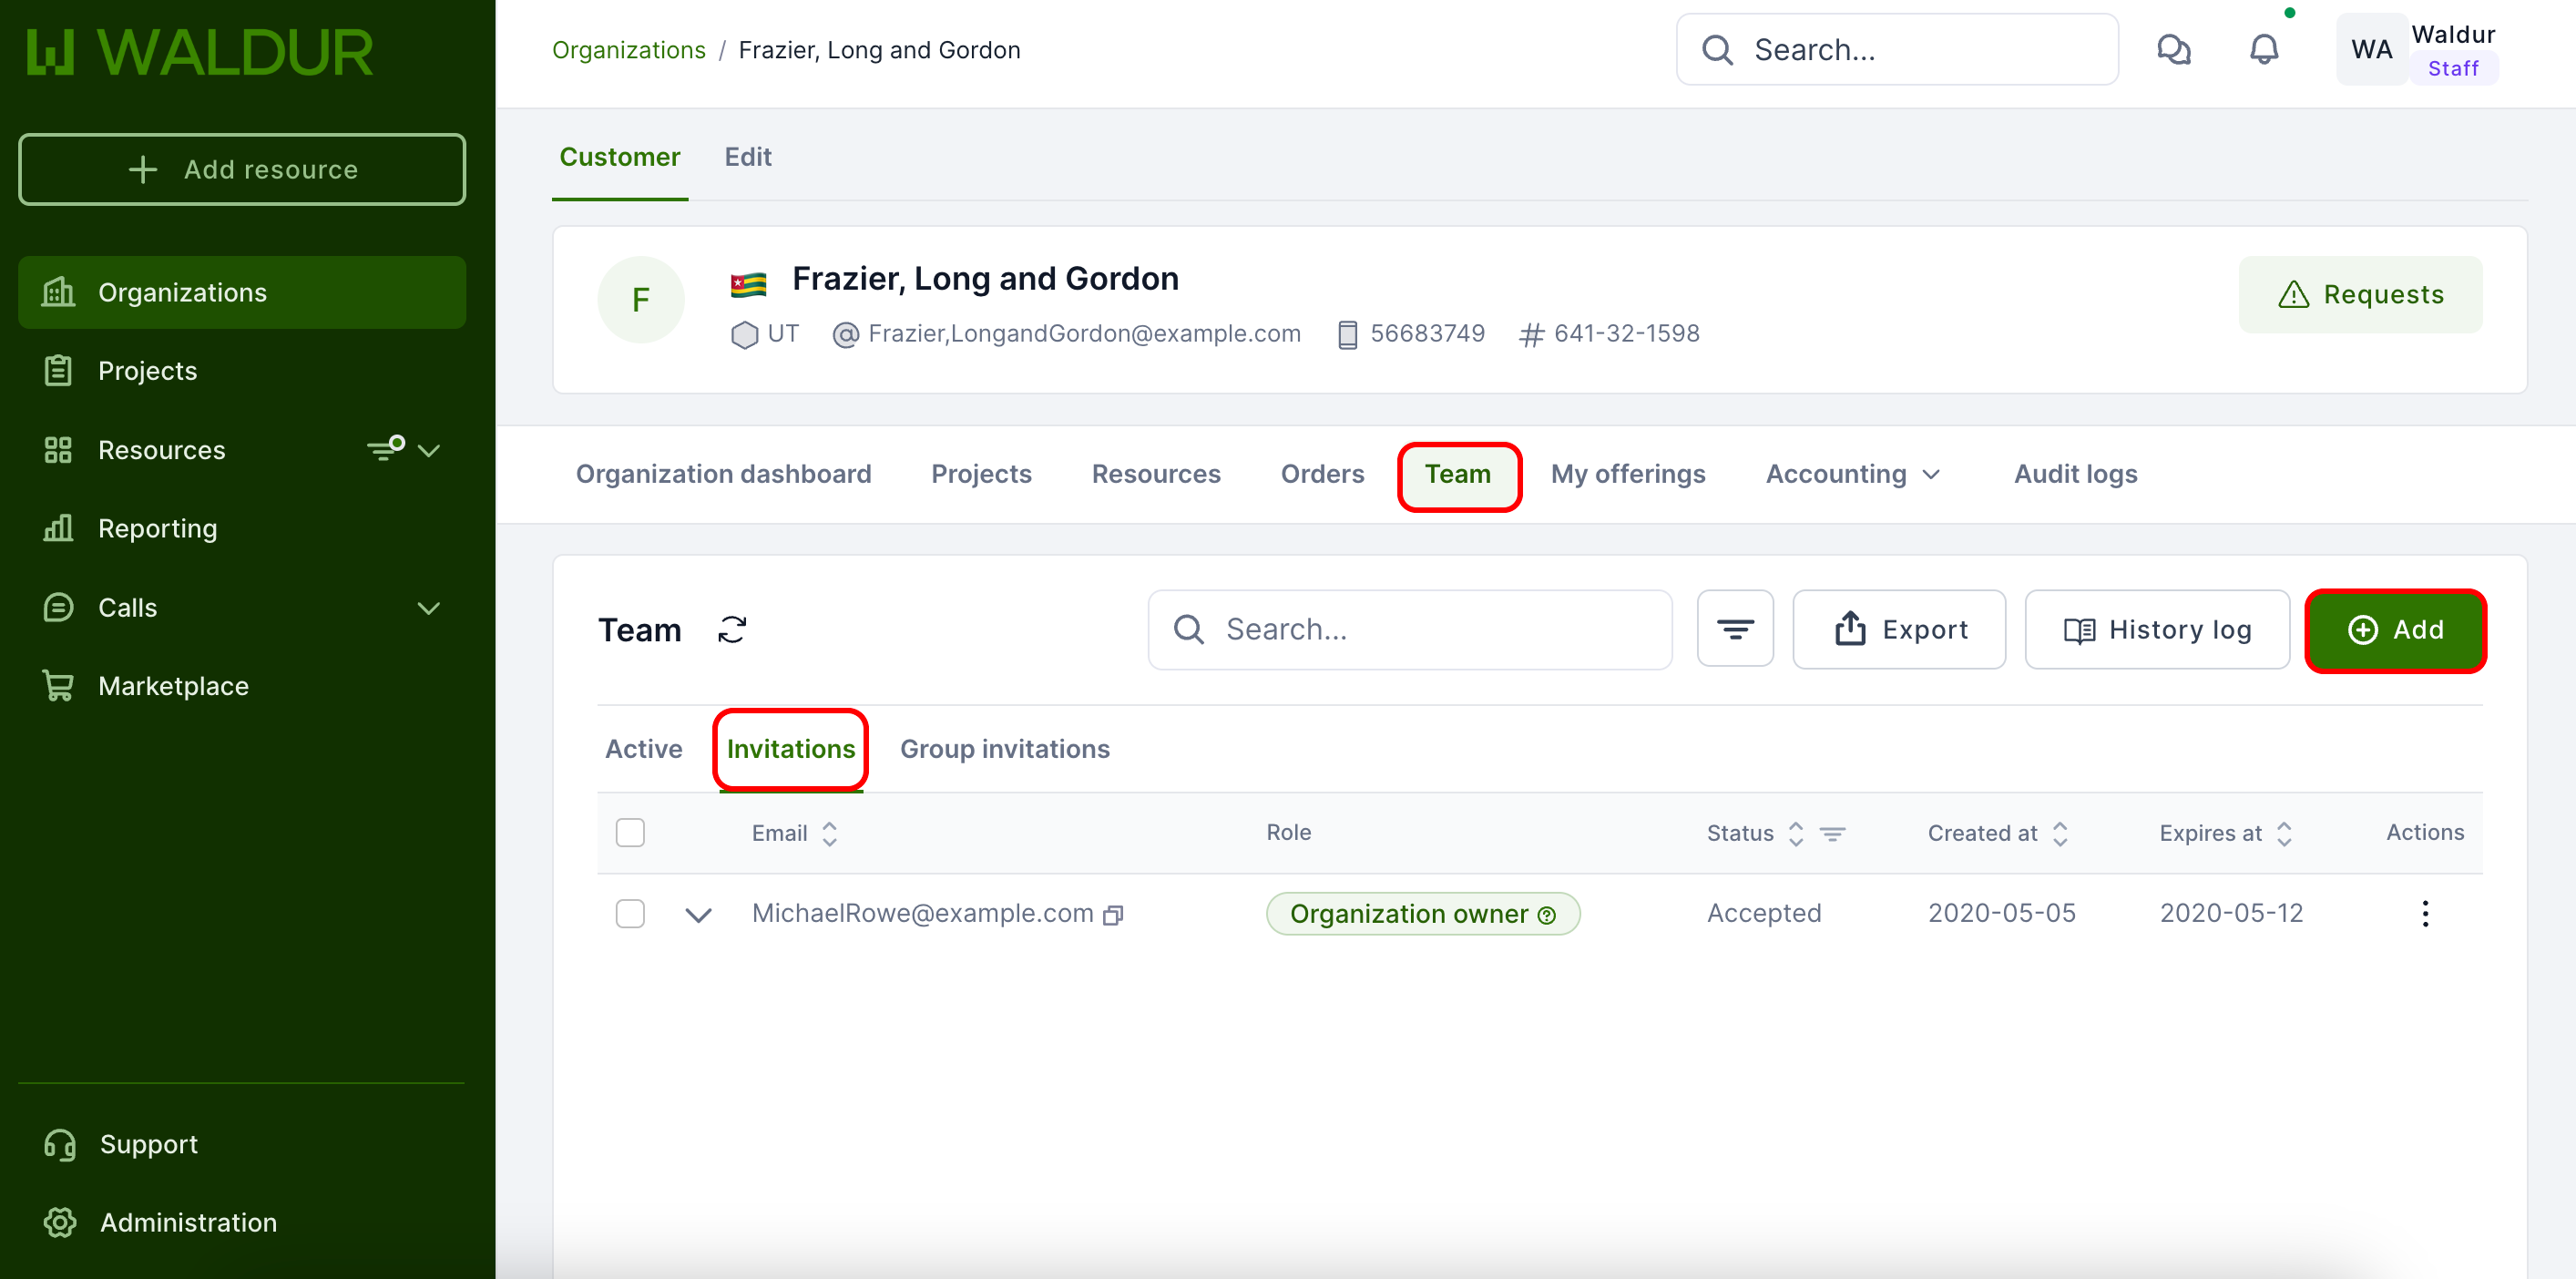 WALDUR
Add resource
Organizations
Projects
Resources
Reporting
Calls
Marketplace
Support
Administration
Organizations / Frazier, Long and Gordon
Search...
WA
Waldur
Staff
Customer
Edit
F
Frazier, Long and Gordon
UT
Frazier,LongandGordon@example.com
56683749
641-32-1598
Requests
Organization dashboard
Projects
Resources
Orders
Team
My offerings
Accounting
Audit logs
Team
Search...
Export
History log
Add
Active
Invitations
Group invitations
Email
Role
Status
Created at
Expires at
Actions
MichaelRowe@example.com
Organization owner
Accepted
2020-05-05
2020-05-12